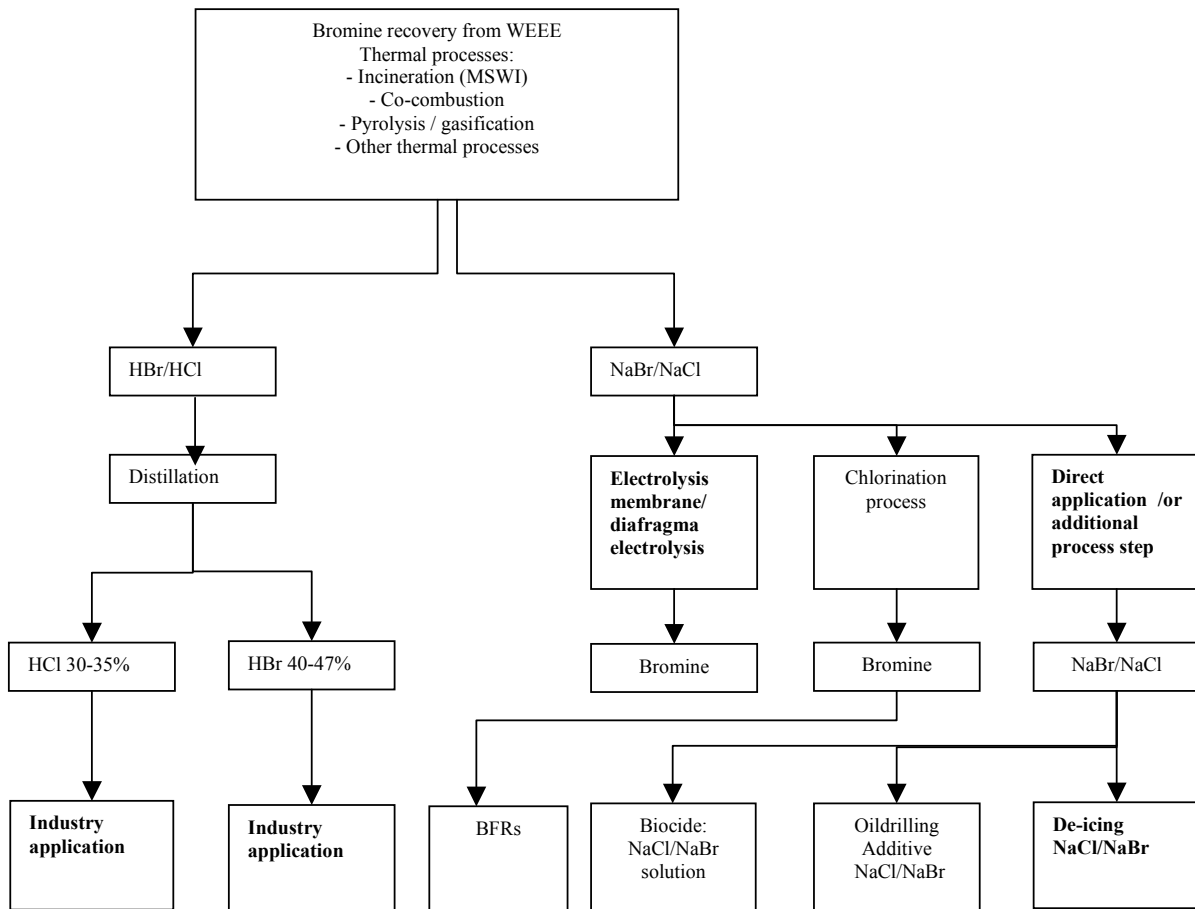 Bromine recovery from WEEE
Thermal processes:
- Incineration (MSWI)
- Co-combustion
- Pyrolysis / gasification
- Other thermal processes
HBr/HCl
NaBr/NaCl
Distillation
Electrolysis
membrane/
diafragma
electrolysis
Chlorination
process
Direct
application /or
additional
process step
HCl 30-35%
HBr 40-47%
Bromine
Bromine
NaBr/NaCl
Industry
application
Industry
application
BFRs
Biocide:
NaCl/NaBr
solution
Oildrilling
Additive
NaCl/NaBr
De-icing
NaCl/NaBr